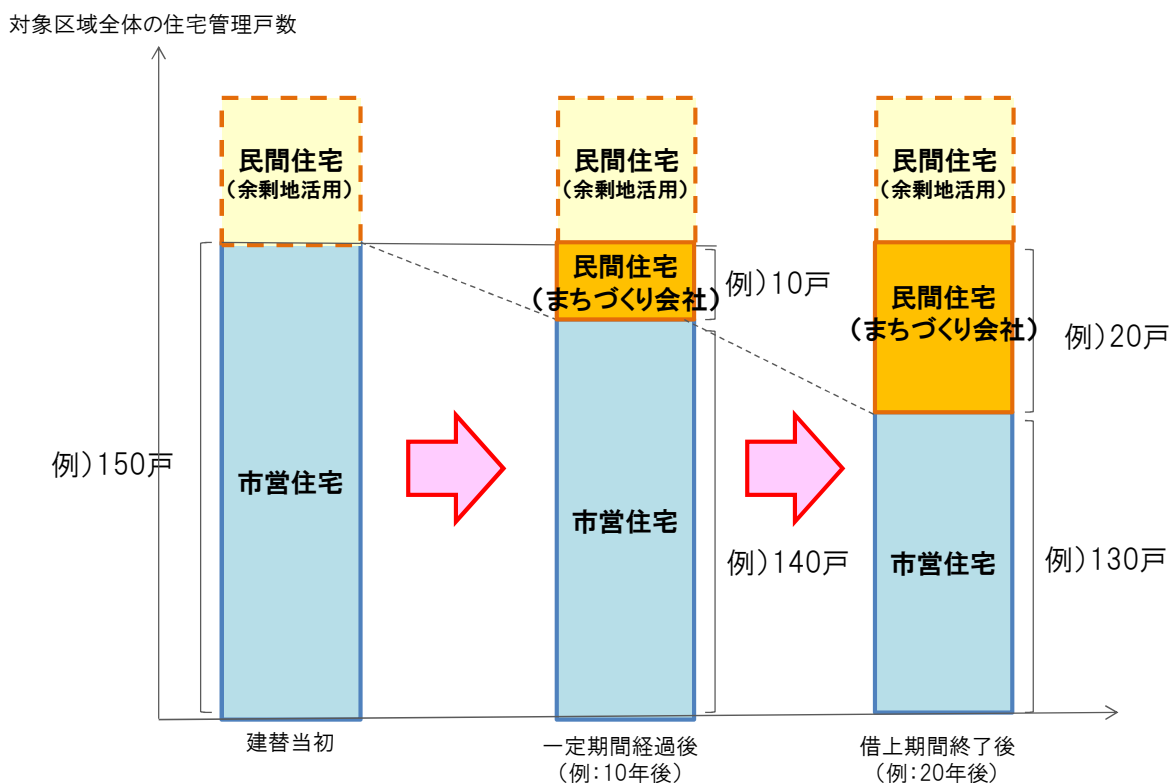 対象区域全体の住宅管理戸数
民間住宅
(余剰地活用)
民間住宅
(余剰地活用)
民間住宅
(余剰地活用)
民間住宅
(まちづくり会社)
例)10戸
民間住宅
(まちづくり会社)
例)20戸
例)150戸
市営住宅
市営住宅
例)140戸
市営住宅
例)130戸
建替当初
一定期間経過後
(例:10年後)
借上期間終了後
(例:20年後)